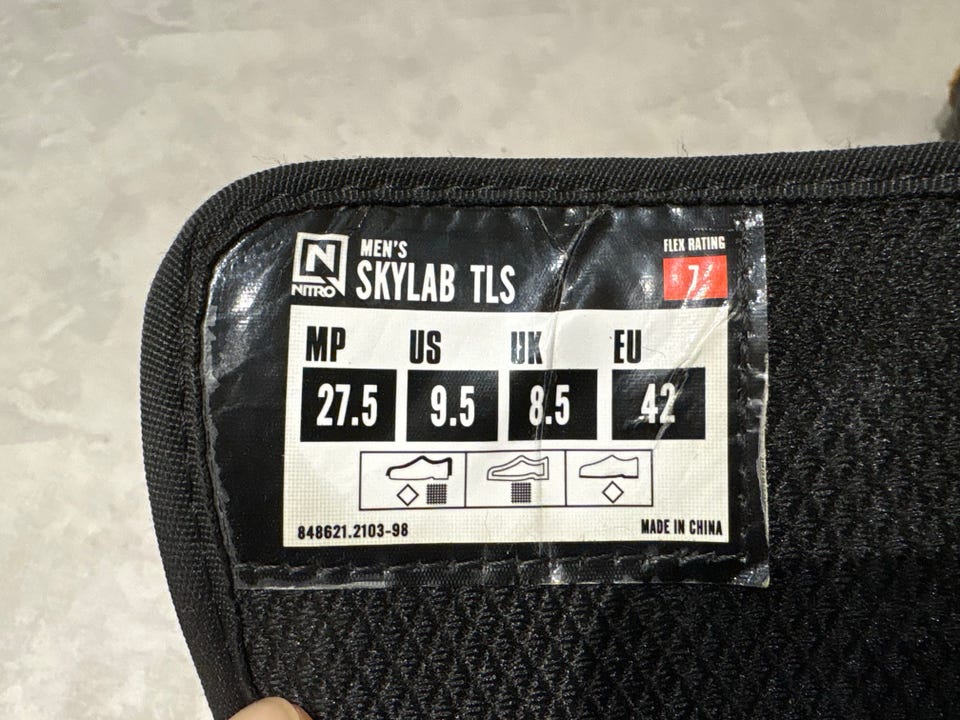 N
NITRO
MEN'S
SKYLAB TLS
FLEX RATING
7
MP US UK EU
27.5 9.5 8.5 42
848621.2103-98
MADE IN CHINA